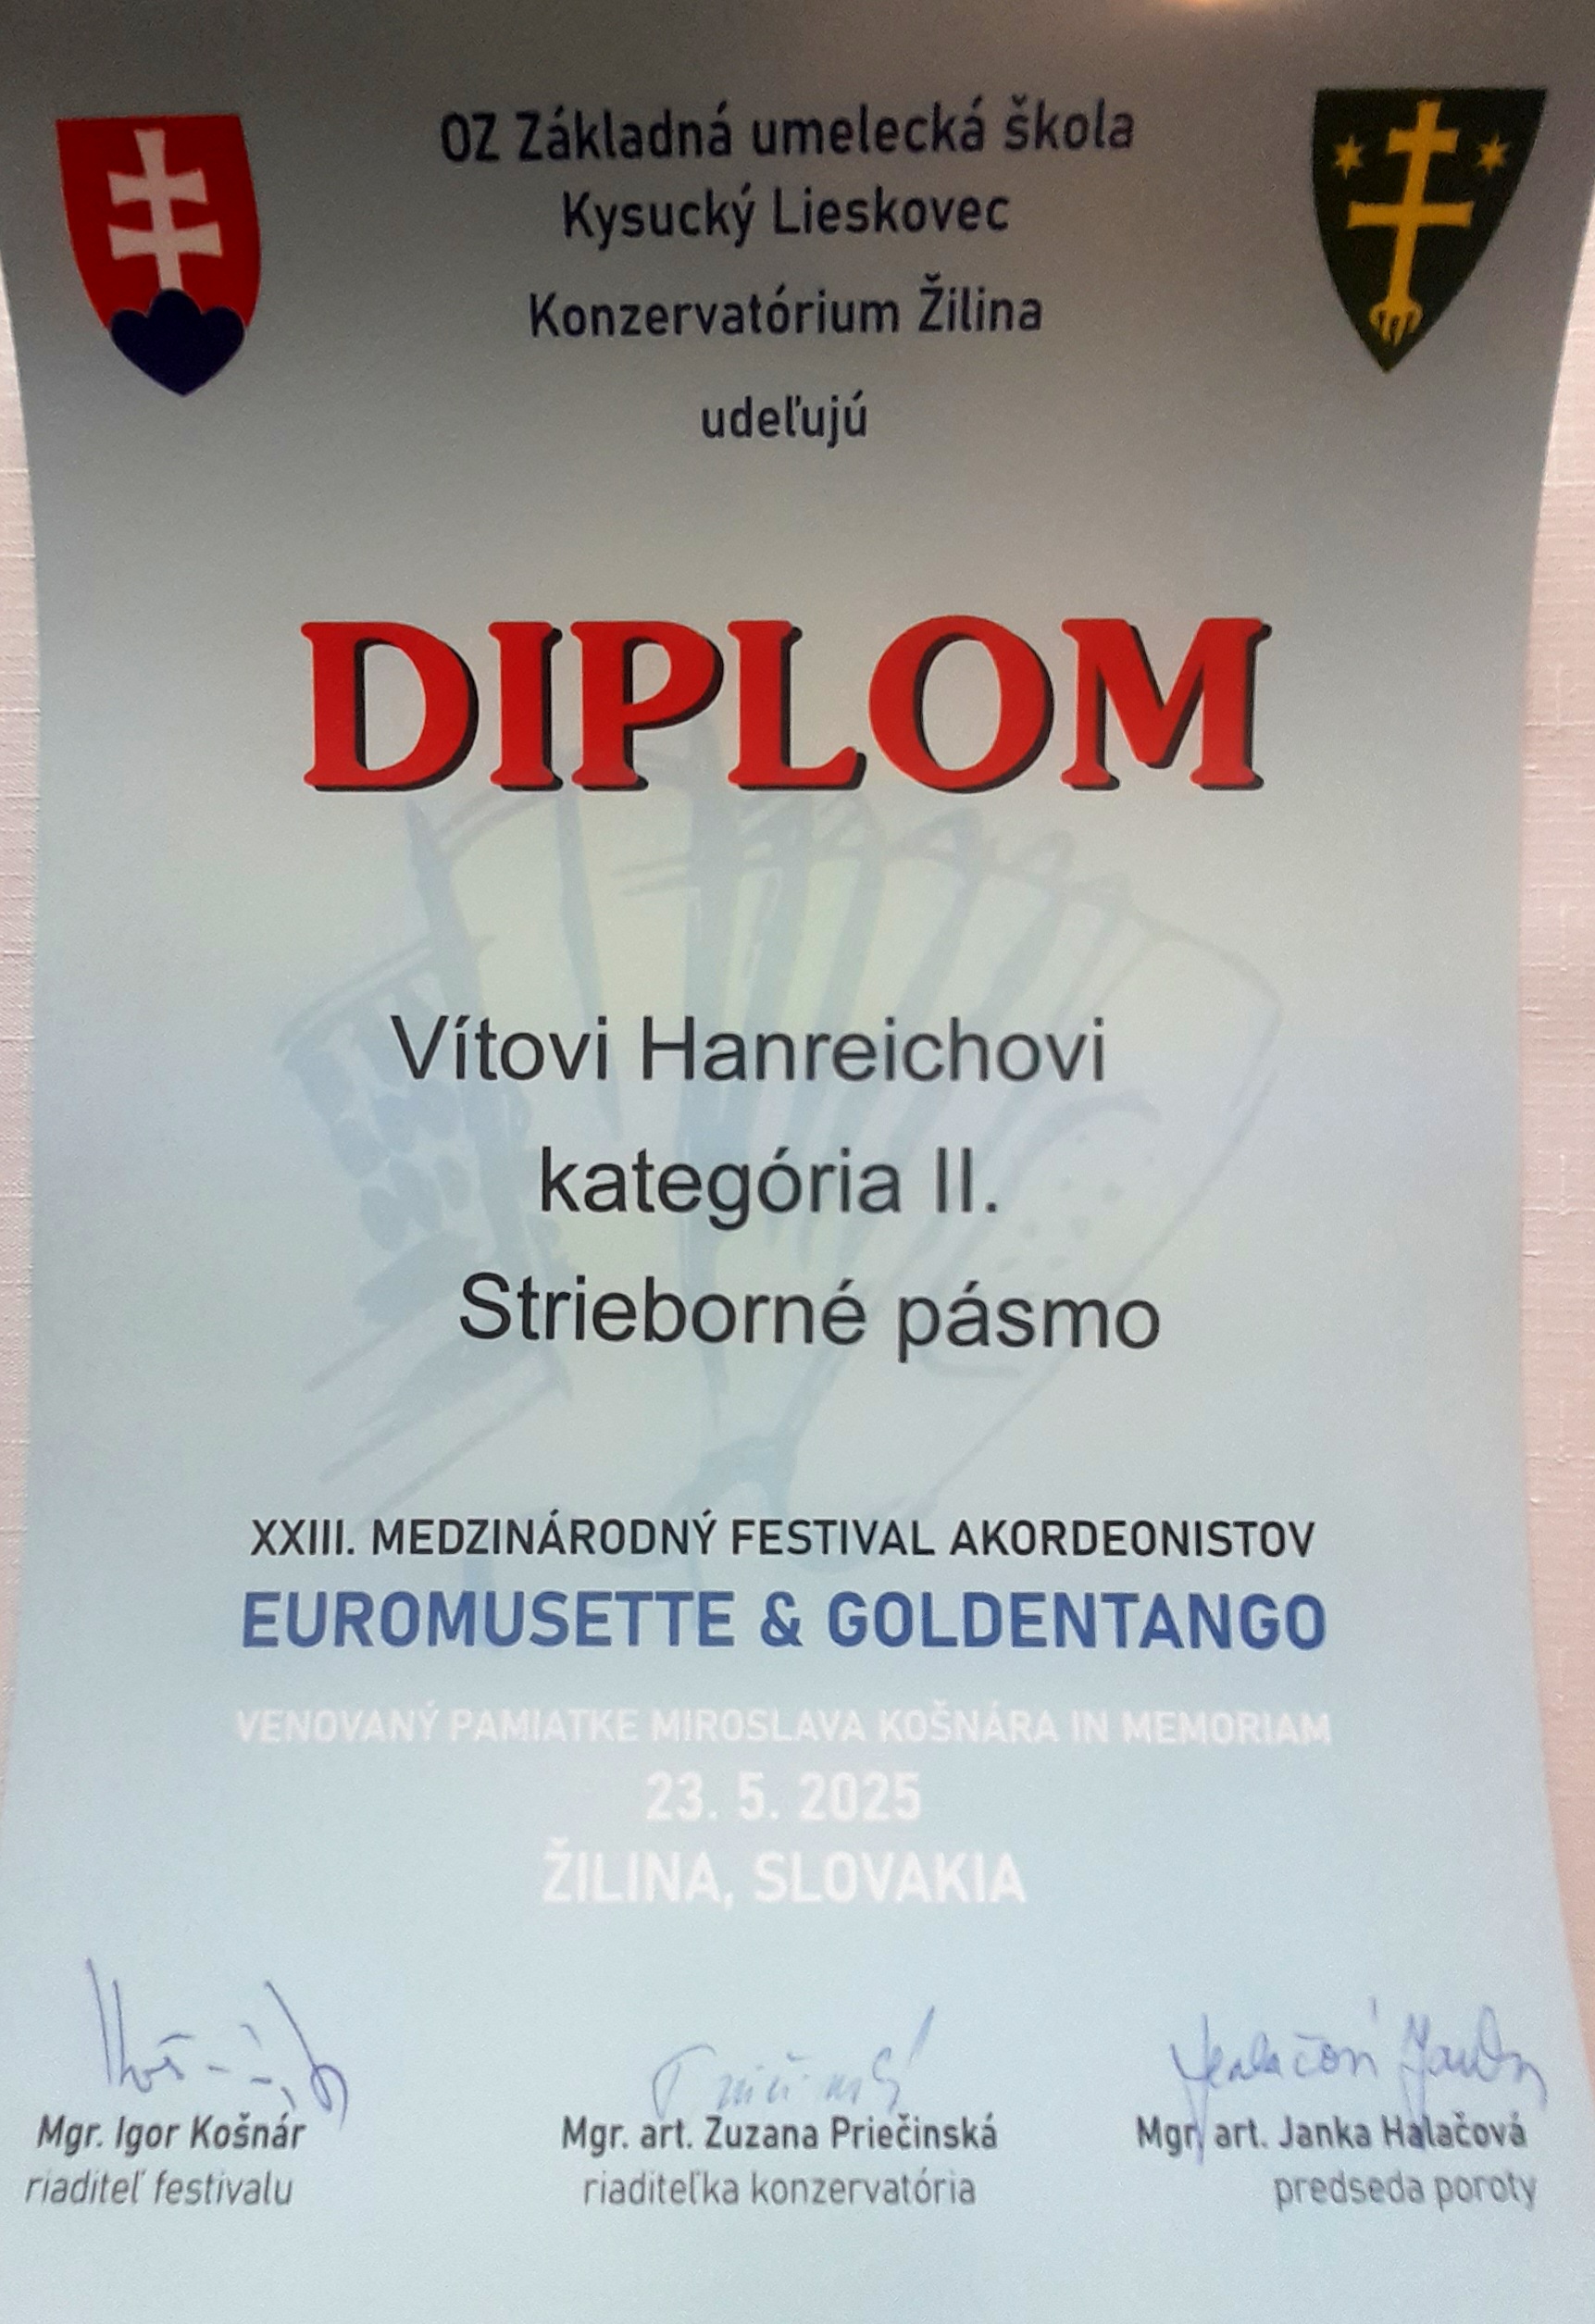 OZ Základná umelecká škola
Kysucký Lieskovec
Konzervatórium Žilina
udeľujú
DIPLOM
Vítovi Hanreichovi
kategória II.
Strieborné pásmo
XXIII. MEDZINÁRODNÝ FESTIVAL AKORDEONISTOV
EUROMUSETTE & GOLDENTANGO
VENOVANÝ PAMIATKE MIROSLAVA KOŠNÁRA IN MEMORIAM
23. 5. 2025
ŽILINA, SLOVAKIA
Mgr. Igor Košnár
riaditeľ festivalu
Mgr. art. Zuzana Priečinská
riaditeľka konzervatória
Mgr. art. Janka Halačová
predseda poroty